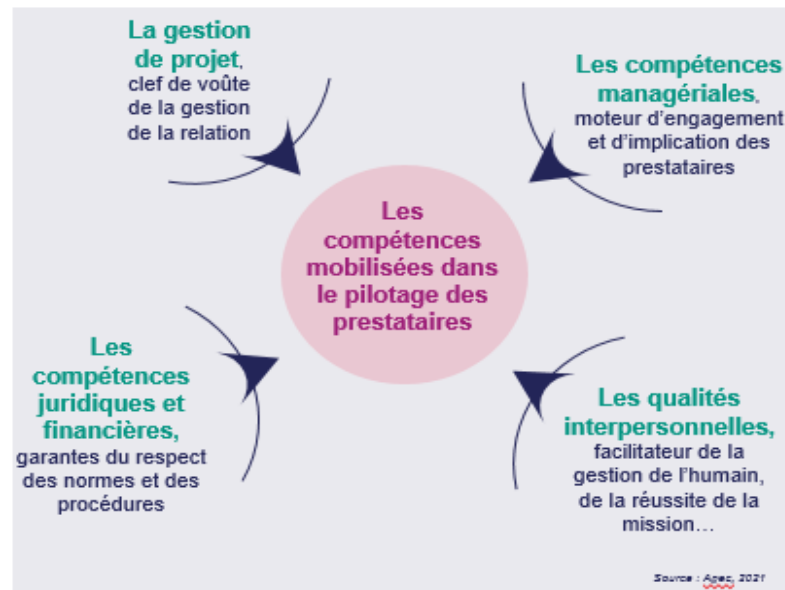 La gestion
de projet,
clef de voûte
de la gestion
de la relation
Les compétences
managériales,
moteur d'engagement
et d'implication des
prestataires
Les
compétences
mobilisées dans
le pilotage des
prestataires
Les
compétences
juridiques et
financières,
garantes du respect
des normes et des
procédures
Les qualités
interpersonnelles,
facilitateur de la
gestion de l'humain,
de la réussite de la
mission…
Source : Apec, 2021